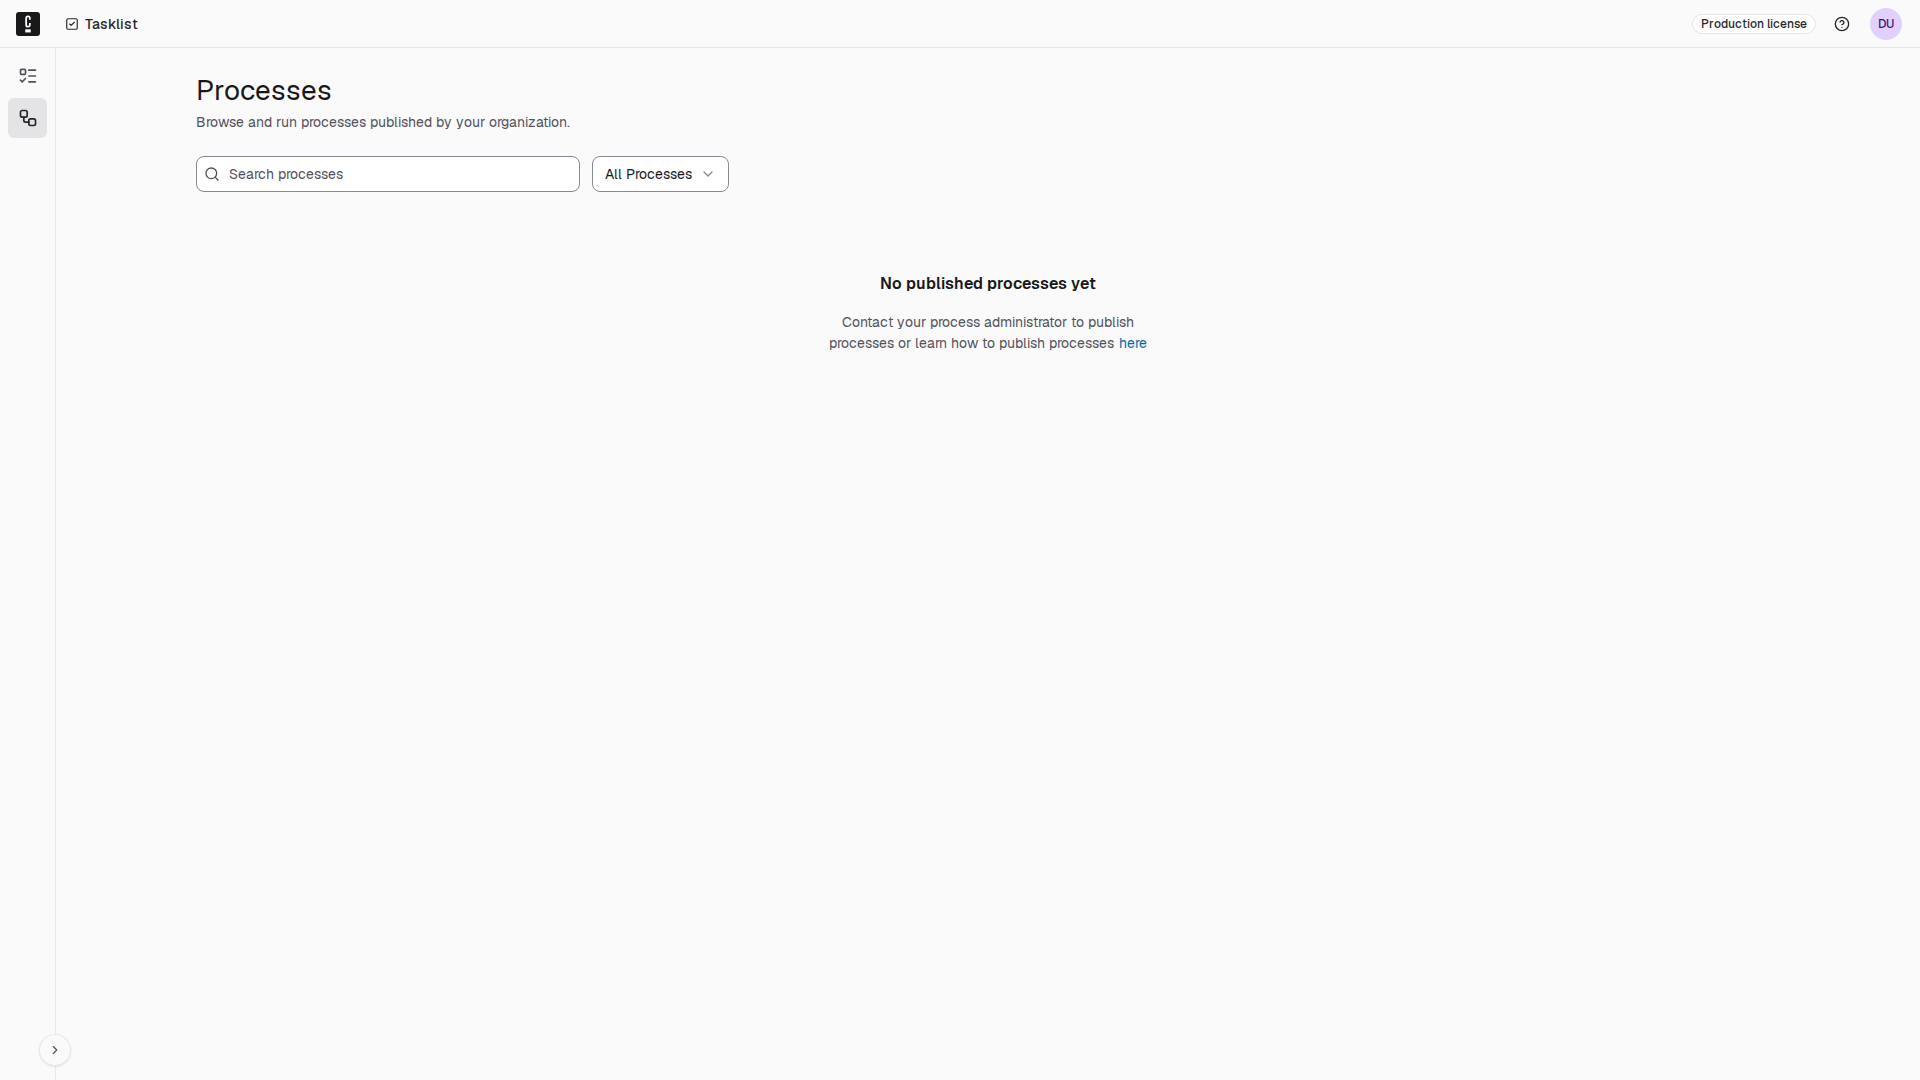 Tasklist
Production license
DU
Processes
Browse and run processes published by your organization.
Search processes
All Processes
No published processes yet
Contact your process administrator to publish
processes or learn how to publish processes here